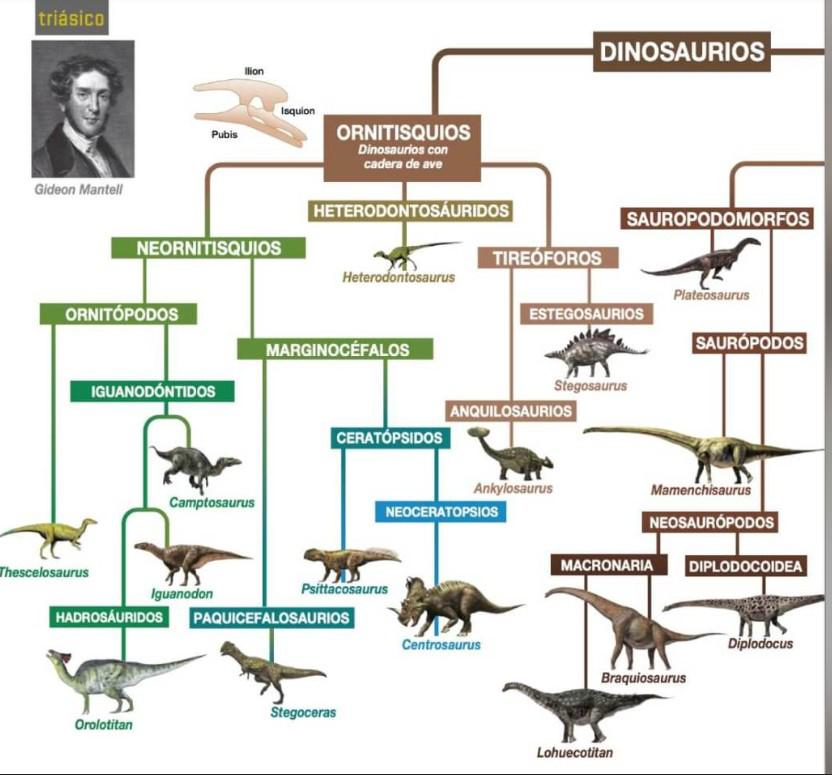 triásico
Gideon Mantell
Ilion
Isquion
Pubis
DINOSAURIOS
ORNITISQUIOS
Dinosaurios con
cadera de ave
HETERODONTOSÁURIDOS
Heterodontosaurus
NEORNITISQUIOS
TIREÓFOROS
SAUROPODOMORFOS
Plateosaurus
ORNITÓPODOS
ESTEGOSAURIOS
Stegosaurus
MARGINOCÉFALOS
SAURÓPODOS
IGUANODÓNTIDOS
ANQUILOSAURIOS
Ankylosaurus
CERATÓPSIDOS
Camptosaurus
Mamenchisaurus
NEOCERATOPSIOS
NEOSAURÓPODOS
Thescelosaurus
Iguanodon
Psittacosaurus
MACRONARIA
DIPLODOCOIDEA
HADROSÁURIDOS
PAQUICEFALOSAURIOS
Centrosaurus
Diplodocus
Braquiosaurus
Orolotitan
Stegoceras
Lohuecotitan